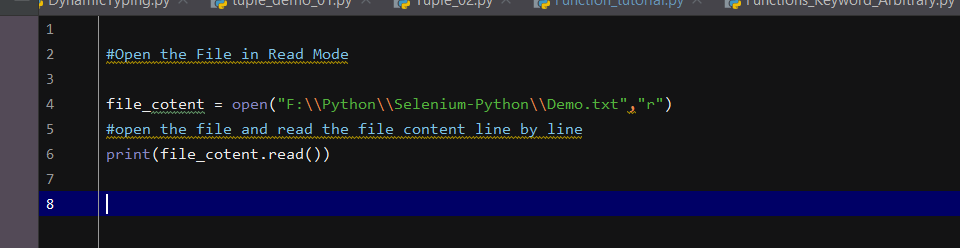 DynamicTyping.py tuple_demo_01.py Tuple_02.py Function_tutorial.py Functions_Keyword_Arbitrary.py
1
2 #Open the File in Read Mode
3
4 file_cotent = open("F:\\Python\\Selenium-Python\\Demo.txt","r")
5 #open the file and read the file content line by line
6 print(file_cotent.read())
7
8